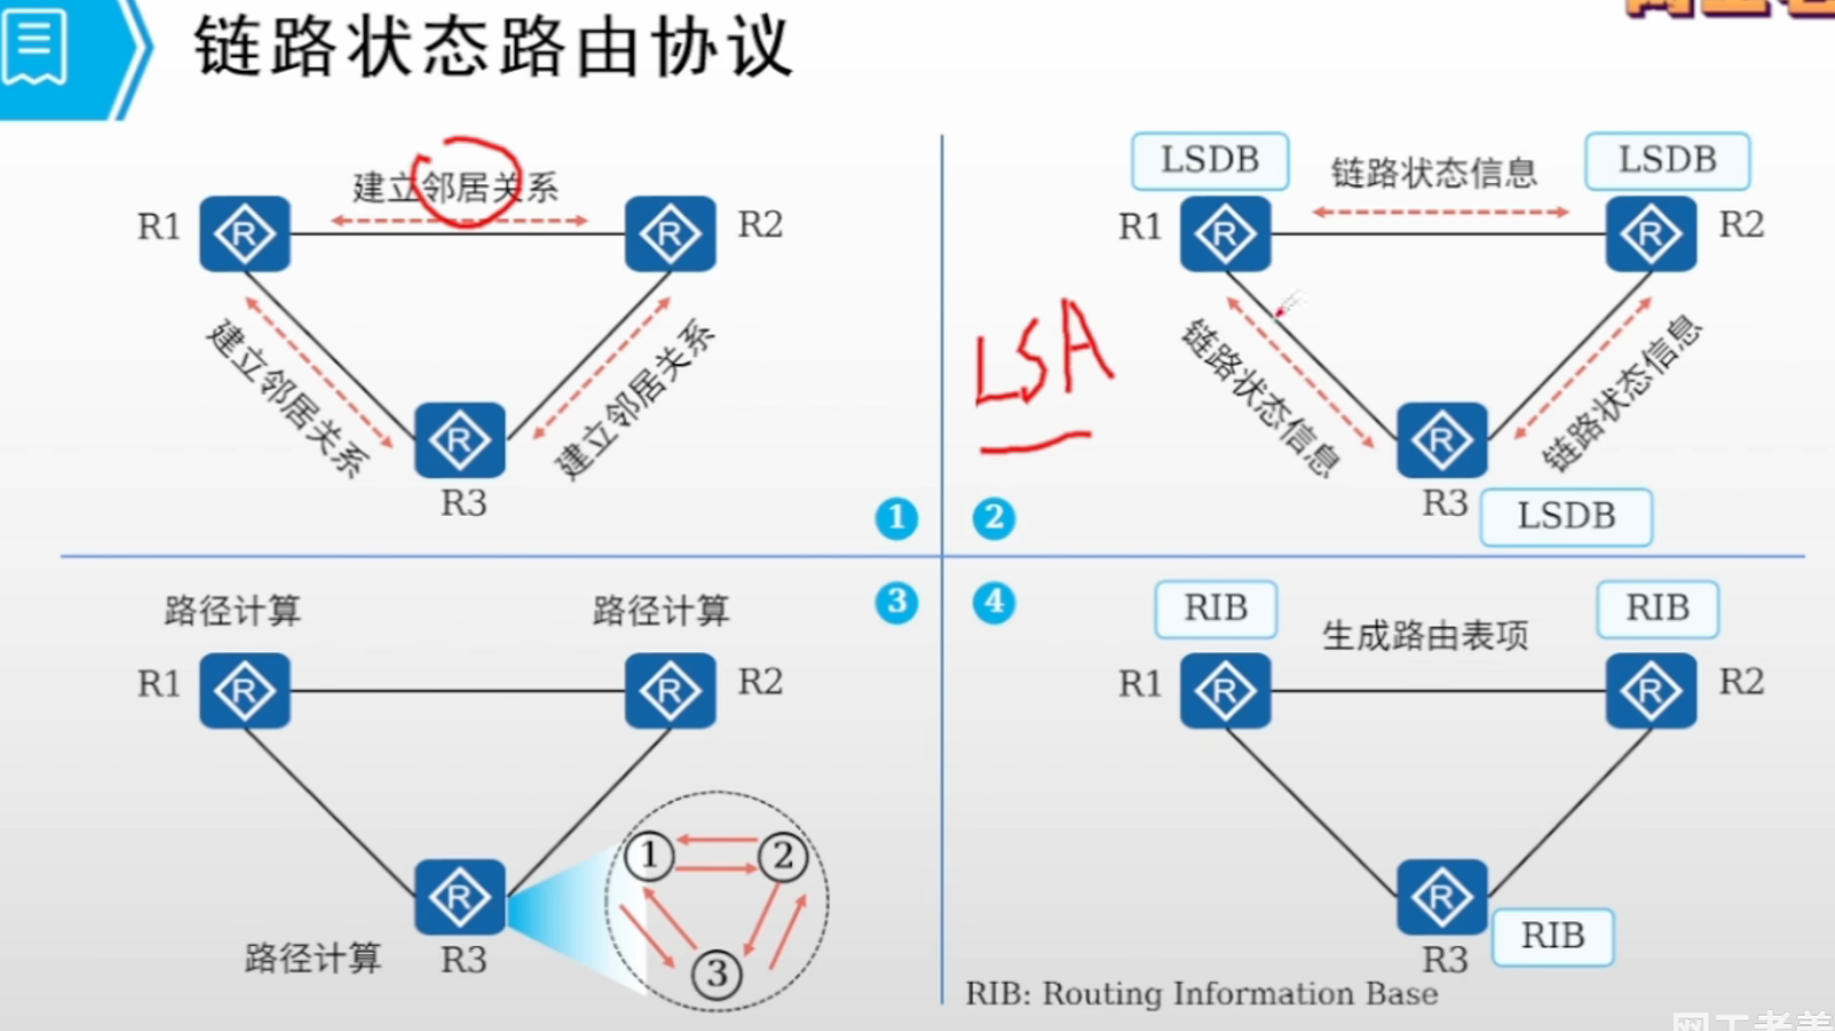 链路状态路由协议
建立邻居关系
R1
R2
建立邻居关系
建立邻居关系
R3
1
LSDB
链路状态信息
LSDB
R1
R2
LSA
链路状态信息
链路状态信息
R3
LSDB
2
路径计算
路径计算
3
R1
R2
1
2
3
路径计算
R3
4
RIB
生成路由表项
RIB
R1
R2
R3
RIB
RIB: Routing Information Base